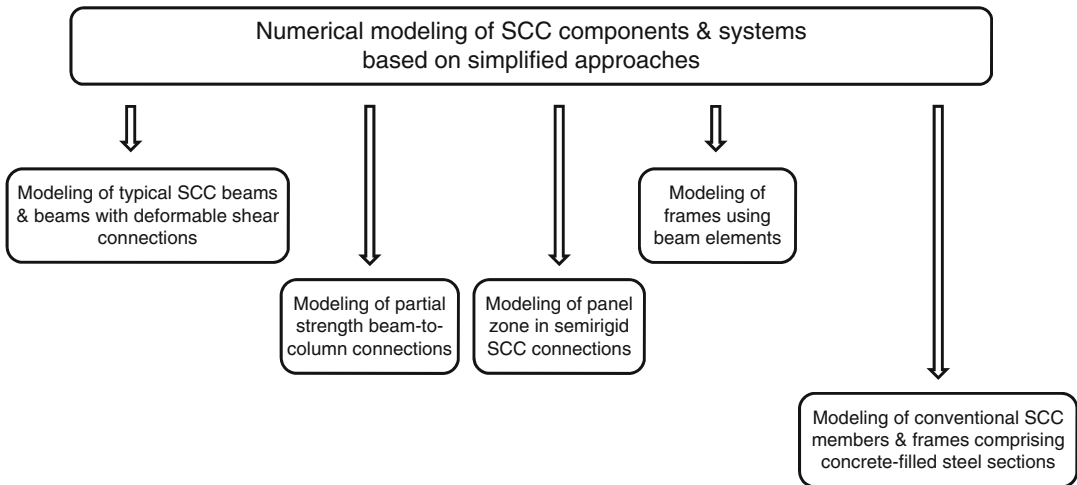 Numerical modeling of SCC components & systems
based on simplified approaches
Modeling of typical SCC beams
& beams with deformable shear
connections
Modeling of
frames using
beam elements
Modeling of partial
strength beam-to-
column connections
Modeling of panel
zone in semirigid
SCC connections
Modeling of conventional SCC
members & frames comprising
concrete-filled steel sections